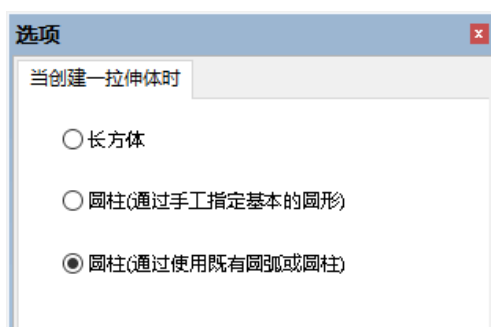 选项
当创建一拉伸体时
长方体
圆柱(通过手工指定基本的圆形)
圆柱(通过使用既有圆弧或圆柱)